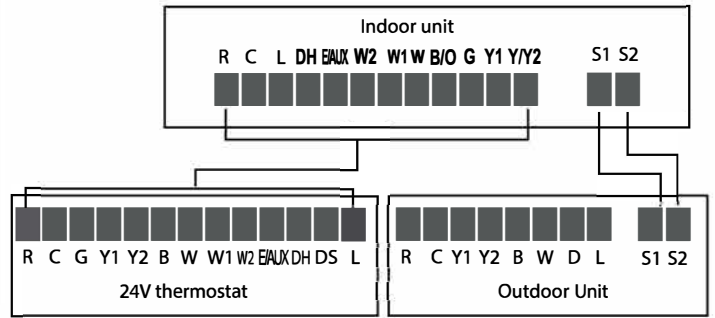 Indoor unit
R C L DH E/AUX W2 W1 W B/O G Y1 Y/Y2 S1 S2
R C G Y1 Y2 B W W1 W2 E/AUX DH DS L
24V thermostat
R C Y1 Y2 B W D L S1 S2
Outdoor Unit